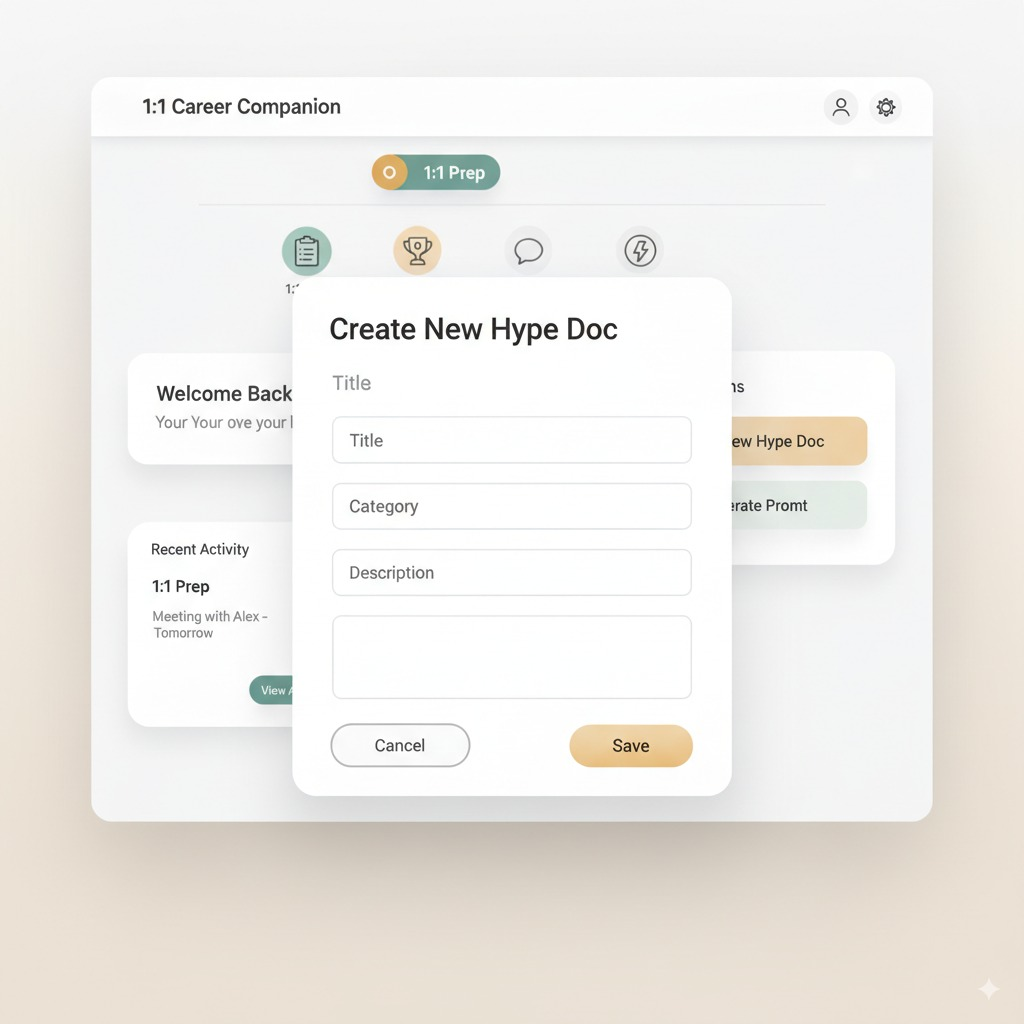 1:1 Career Companion
1:1 Prep
1:1
Create New Hype Doc
Title
Title
Category
Description
Cancel
Save
Welcome Back
Your Your ove your
Recent Activity
1:1 Prep
Meeting with Alex -
Tomorrow
View
ns
ew Hype Doc
erate Promt